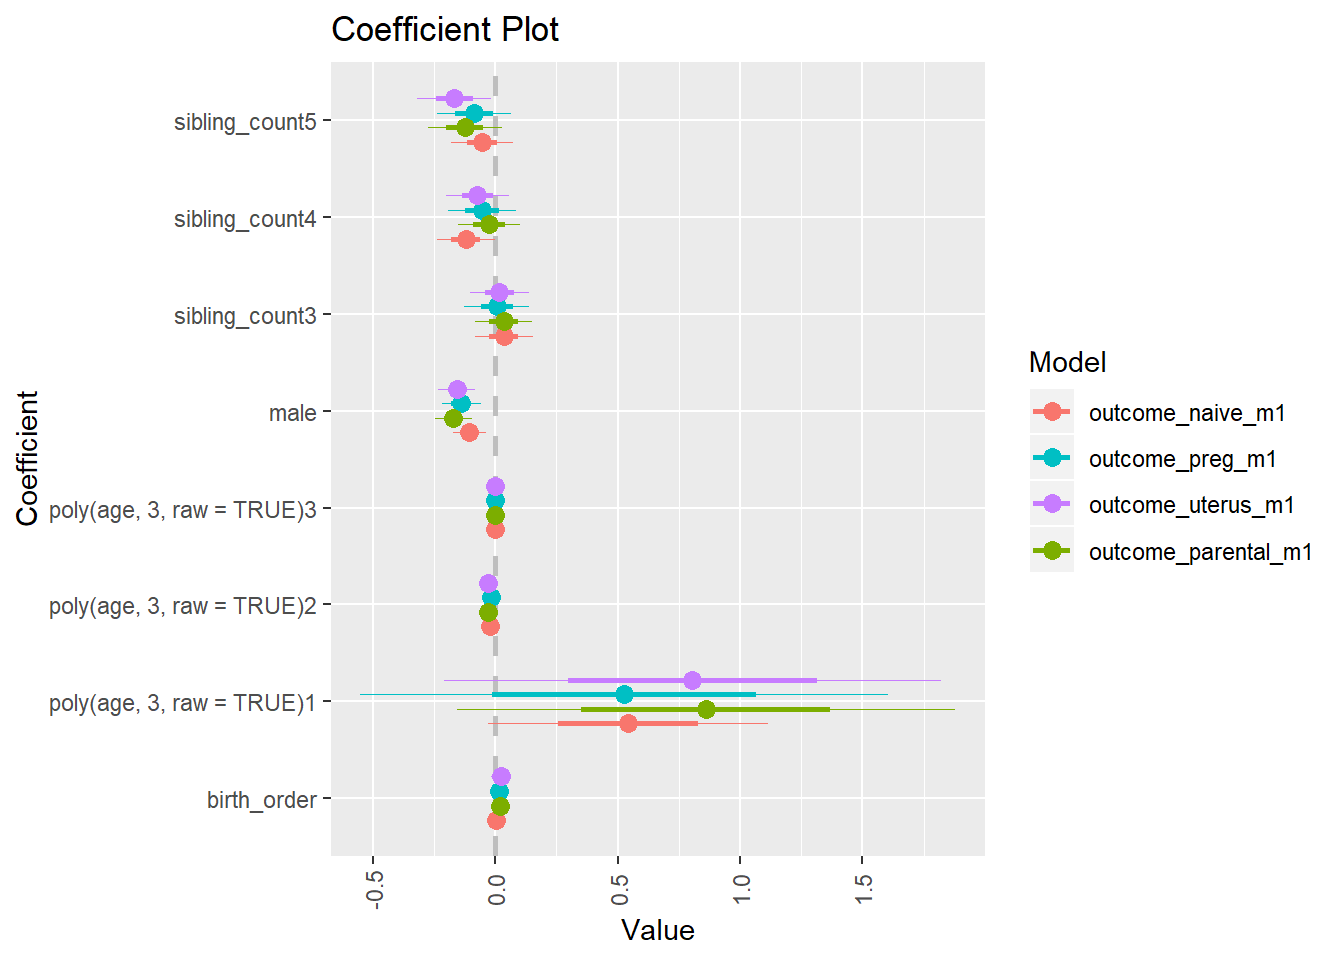 Coefficient Plot
sibling_count5
sibling_count4
sibling_count3
male
poly(age, 3, raw = TRUE)3
poly(age, 3, raw = TRUE)2
poly(age, 3, raw = TRUE)1
birth_order
Coefficient
-0.5
0.0
0.5
1.0
1.5
Value
Model
outcome_naive_m1
outcome_preg_m1
outcome_uterus_m1
outcome_parental_m1